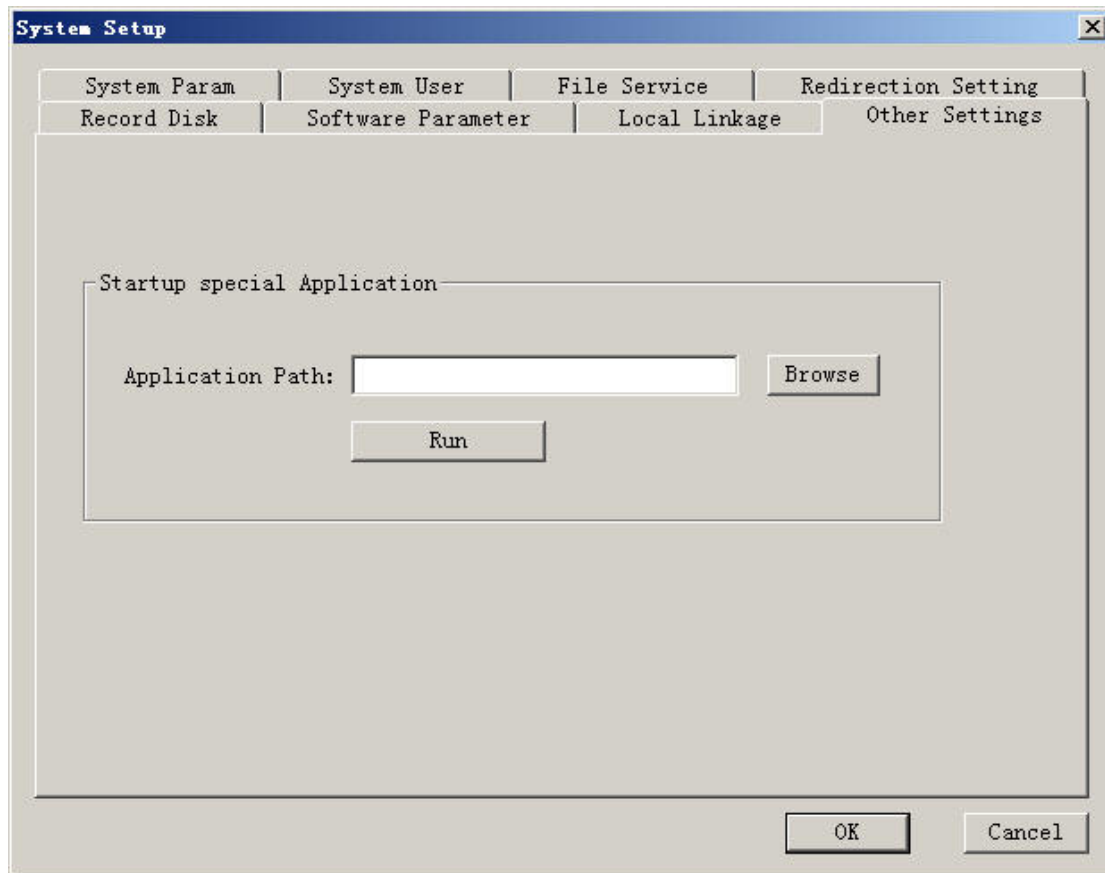 System Setup
System Param System User File Service Redirection Setting
Record Disk Software Parameter Local Linkage Other Settings
Startup special Application
Application Path: Browse
Run
OK Cancel